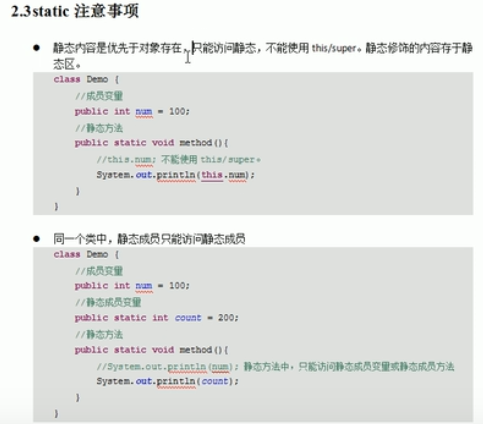 2.3static 注意事项
● 静态内容是优先于对象存在，只能访问静态，不能使用 this/super。静态修饰的内容存于静
态区。
class Demo {
//成员变量
public int num = 100;
//静态方法
public static void method(){
//this.num; 不能使用 this/super。
System.out.println(this.num);
}
}
● 同一个类中，静态成员只能访问静态成员
class Demo {
//成员变量
public int num = 100;
//静态成员变量
public static int count = 200;
//静态方法
public static void method(){
//System.out.println(num); 静态方法中，只能访问静态成员变量或静态成员方法
System.out.println(count);
}
}